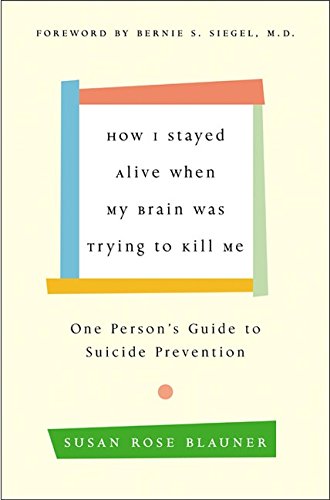 FOREWORD BY BERNIE S. SIEGEL, M.D.
HOW I Stayed
Alive when
My Brain was
Trying to Kill Me
One Person's Guide to
Suicide Prevention
SUSAN ROSE BLAUNER